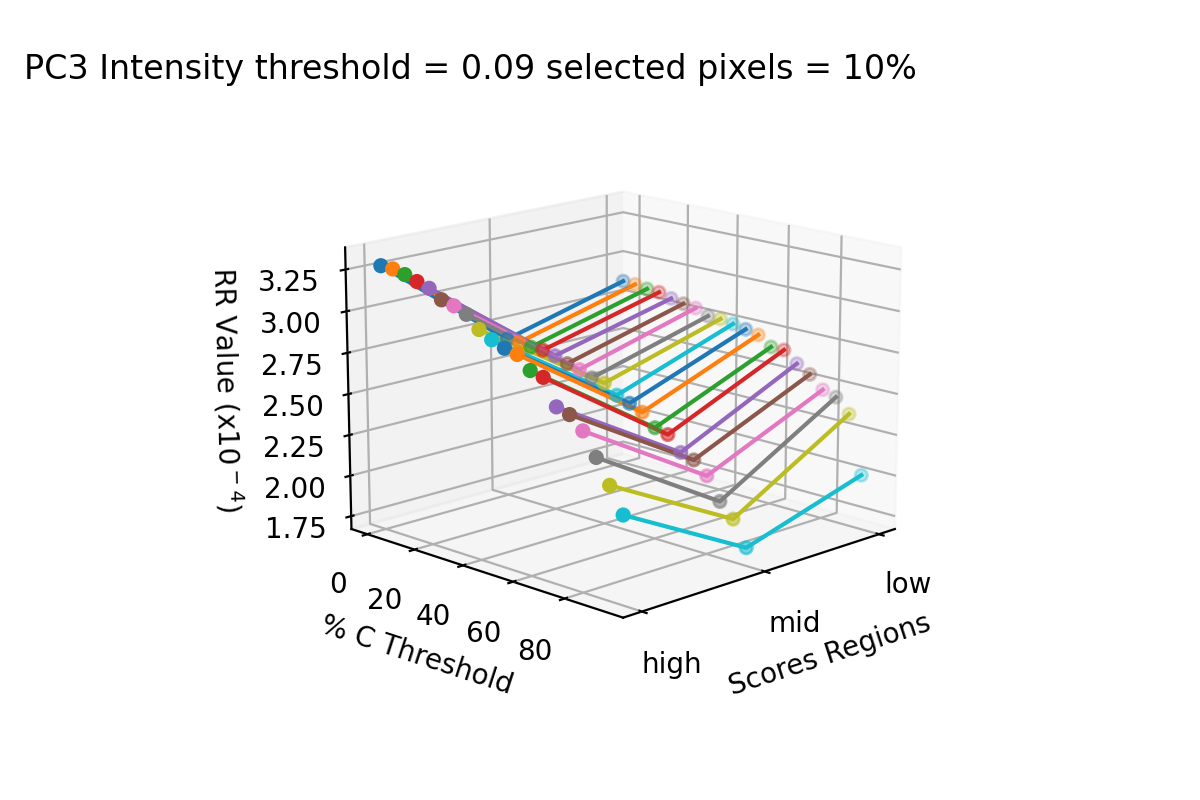 PC3 Intensity threshold = 0.09 selected pixels = 10%
3.25
3.00
2.75
2.50
2.25
2.00
1.75
RR Value (x10⁻⁴)
0
20
40
60
80
% C Threshold
high
mid
low
Scores Regions